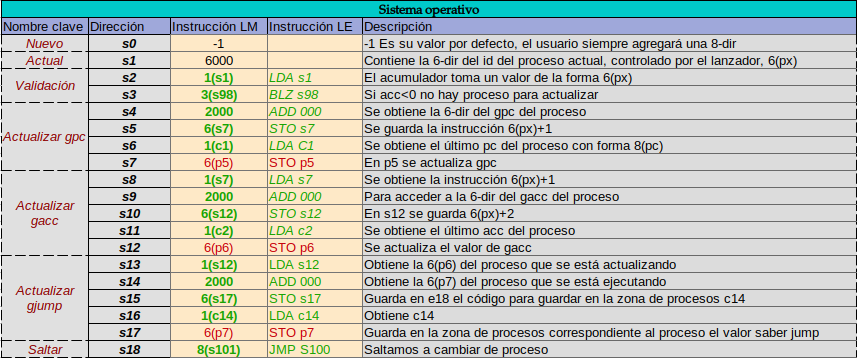 Sistema operativo
Nombre clave Dirección Instrucción LM Instrucción LE Descripción
Nuevo s0 -1 -1 Es su valor por defecto, el usuario siempre agregará una 8-dir
Actual s1 6000 Contiene la 6-dir del id del proceso actual, controlado por el lanzador, 6(px)
Validación s2 1(s1) LDA s1 El acumulador toma un valor de la forma 6(px)
s3 3(s98) BLZ s98 Si acc<0 no hay proceso para actualizar
Actualizar gpc s4 2000 ADD 000 Se obtiene la 6-dir del gpc del proceso
s5 6(s7) STO s7 Se guarda la instrucción 6(px)+1
s6 1(c1) LDA C1 Se obtiene el último pc del proceso con forma 8(pc)
s7 6(p5) STO p5 En p5 se actualiza gpc
Actualizar gacc s8 1(s7) LDA s7 Se obtiene la instrucción 6(px)+1
s9 2000 ADD 000 Para acceder a la 6-dir del gacc del proceso
s10 6(s12) STO s12 En s12 se guarda 6(px)+2
s11 1(c2) LDA c2 Se obtiene el último acc del proceso
s12 6(p6) STO p6 Se actualiza el valor de gacc
Actualizar gjump s13 1(s12) LDA s12 Obtiene la 6(p6) del proceso que se está actualizando
s14 2000 ADD 000 Obtiene la 6(p7) del proceso que se está ejecutando
s15 6(s17) STO s17 Guarda en e18 el código para guardar en la zona de procesos c14
s16 1(c14) LDA c14 Obtiene c14
s17 6(p7) STO p7 Guarda en la zona de procesos correspondiente al proceso el valor saber jump
Saltar s18 8(s101) JMP S100 Saltamos a cambiar de proceso